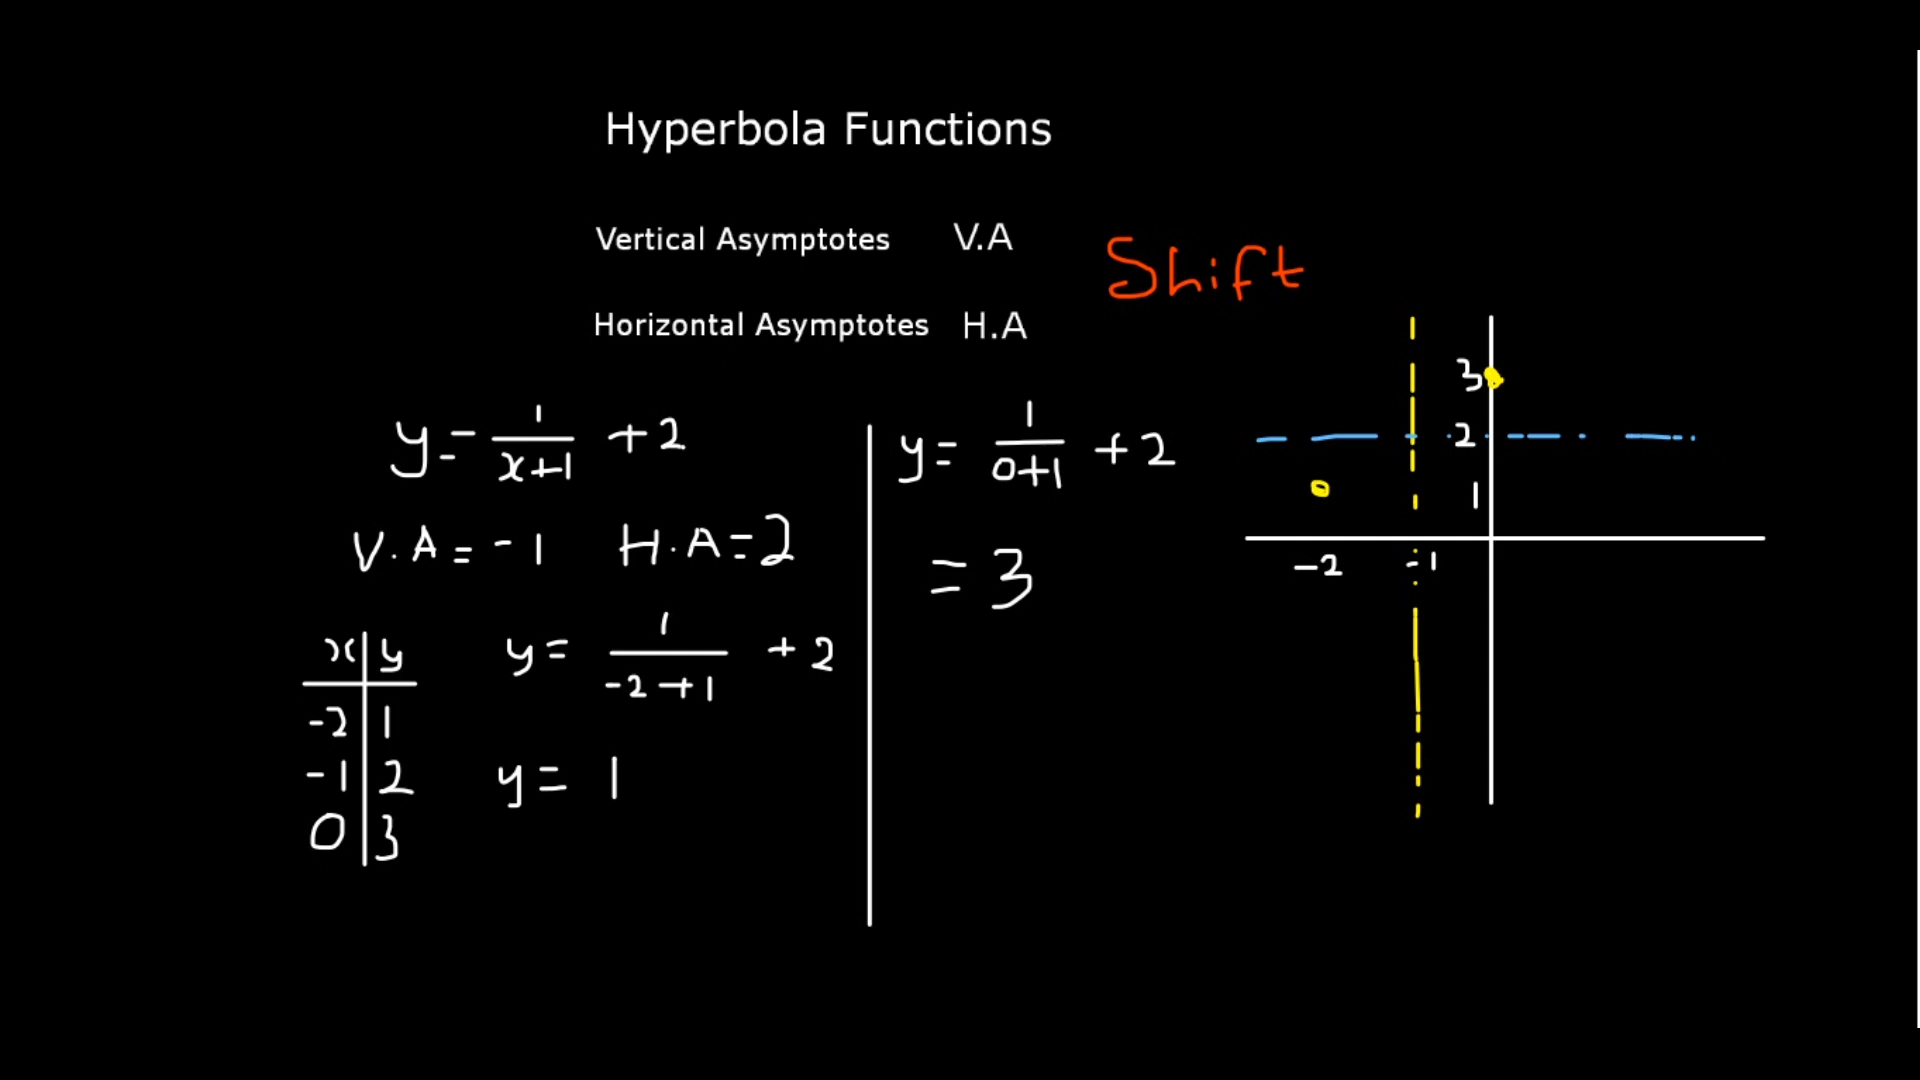 Hyperbola Functions
Vertical Asymptotes V.A
Shift
Horizontal Asymptotes H.A
y = 1/(x+1) + 2
V.A = -1 H.A = 2
x | y
-2 | 1
-1 | 2
0 | 3
y = 1/(-2+1) + 2
y = 1
y = 1/(0+1) + 2
= 3
3
2
1
-2 -1